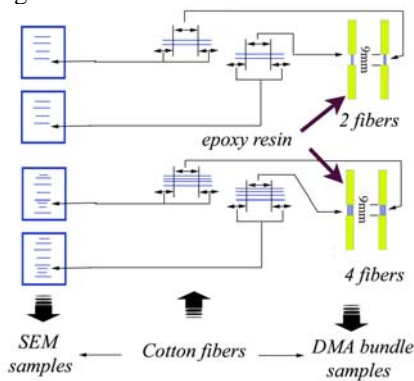 9mm
2 fibers
epoxy resin
9mm
4 fibers
SEM
samples
Cotton fibers
DMA bundle
samples